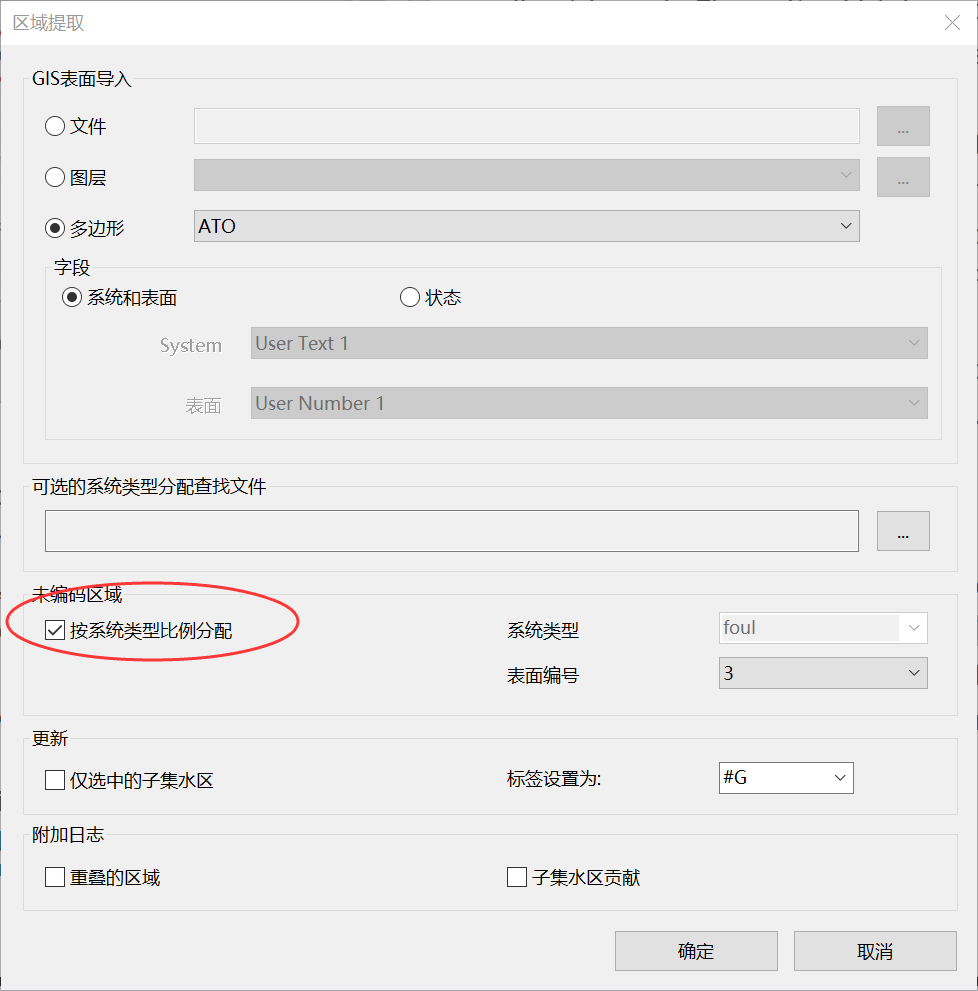 区域提取
GIS表面导入
文件
...
图层
...
多边形 ATO
字段
系统和表面 状态
System User Text 1
表面 User Number 1
可选的系统类型分配查找文件
...
未编码区域
按系统类型比例分配 系统类型 foul
表面编号 3
更新
仅选中的子集水区 标签设置为: #G
附加日志
重叠的区域 子集水区贡献
确定 取消